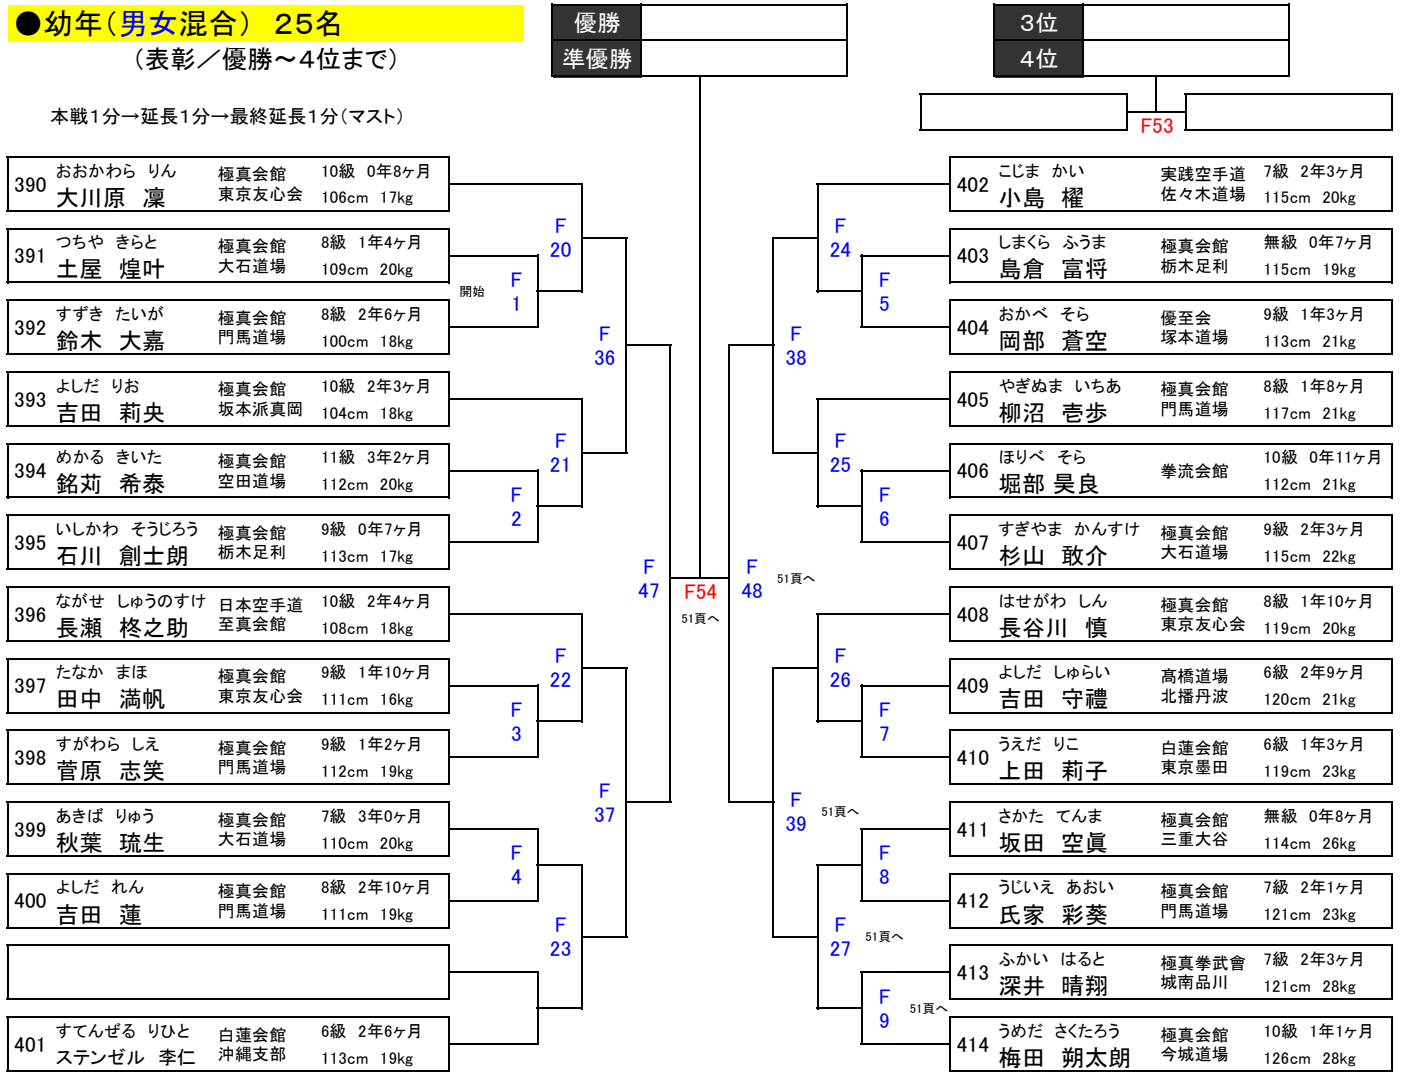 ●幼年（男女混合）　２５名
（表彰／優勝～４位まで）
本戦１分→延長１分→最終延長１分（マスト）
優勝
準優勝
３位
４位
F53
390 おおかわら りん 極真会館 10級 0年8ヶ月
大川原 凜 東京友心会 106cm 17kg
391 つちや きらと 極真会館 8級 1年4ヶ月
土屋 煌叶 大石道場 109cm 20kg
392 すずき たいが 極真会館 8級 2年6ヶ月
鈴木 大嘉 門馬道場 100cm 18kg
393 よしだ りお 極真会館 10級 2年3ヶ月
吉田 莉央 坂本派真岡 104cm 18kg
394 めかる きいた 極真会館 11級 3年2ヶ月
銘苅 希泰 空田道場 112cm 20kg
395 いしかわ そうじろう 極真会館 9級 0年7ヶ月
石川 創士朗 栃木足利 113cm 17kg
396 ながせ しゅうのすけ 日本空手道 10級 2年4ヶ月
長瀬 柊之助 至真会館 108cm 18kg
397 たなか まほ 極真会館 9級 1年10ヶ月
田中 満帆 東京友心会 111cm 16kg
398 すがわら しえ 極真会館 9級 1年2ヶ月
菅原 志笑 門馬道場 112cm 19kg
399 あきば りゅう 極真会館 7級 3年0ヶ月
秋葉 琉生 大石道場 110cm 20kg
400 よしだ れん 極真会館 8級 2年10ヶ月
吉田 蓮 門馬道場 111cm 19kg
401 すてんぜる りひと 白蓮会館 6級 2年6ヶ月
ステンゼル 李仁 沖縄支部 113cm 19kg
開始
F
1
F
2
F
3
F
4
F
20
F
21
F
22
F
23
F
36
F
37
F
47
F54
51頁へ
F
48
51頁へ
F
38
F
39
51頁へ
F
24
F
25
F
26
F
27
51頁へ
F
5
F
6
F
7
F
8
F
9
51頁へ
402 こじま かい 実践空手道 7級 2年3ヶ月
小島 櫂 佐々木道場 115cm 20kg
403 しまくら ふうま 極真会館 無級 0年7ヶ月
島倉 富将 栃木足利 115cm 19kg
404 おかべ そら 優至会 9級 1年3ヶ月
岡部 蒼空 塚本道場 113cm 21kg
405 やぎぬま いちあ 極真会館 8級 1年8ヶ月
柳沼 壱歩 門馬道場 117cm 21kg
406 ほりべ そら 拳流会館 10級 0年11ヶ月
堀部 昊良 112cm 21kg
407 すぎやま かんすけ 極真会館 9級 2年3ヶ月
杉山 敢介 大石道場 115cm 22kg
408 はせがわ しん 極真会館 8級 1年10ヶ月
長谷川 慎 東京友心会 119cm 20kg
409 よしだ しゅらい 髙橋道場 6級 2年9ヶ月
吉田 守禮 北播丹波 120cm 21kg
410 うえだ りこ 白蓮会館 6級 1年3ヶ月
上田 莉子 東京墨田 119cm 23kg
411 さかた てんま 極真会館 無級 0年8ヶ月
坂田 空眞 三重大谷 114cm 26kg
412 うじいえ あおい 極真会館 7級 2年1ヶ月
氏家 彩葵 門馬道場 121cm 23kg
413 ふかい はると 極真拳武會 7級 2年3ヶ月
深井 晴翔 城南品川 121cm 28kg
414 うめだ さくたろう 極真会館 10級 1年1ヶ月
梅田 朔太朗 今城道場 126cm 28kg